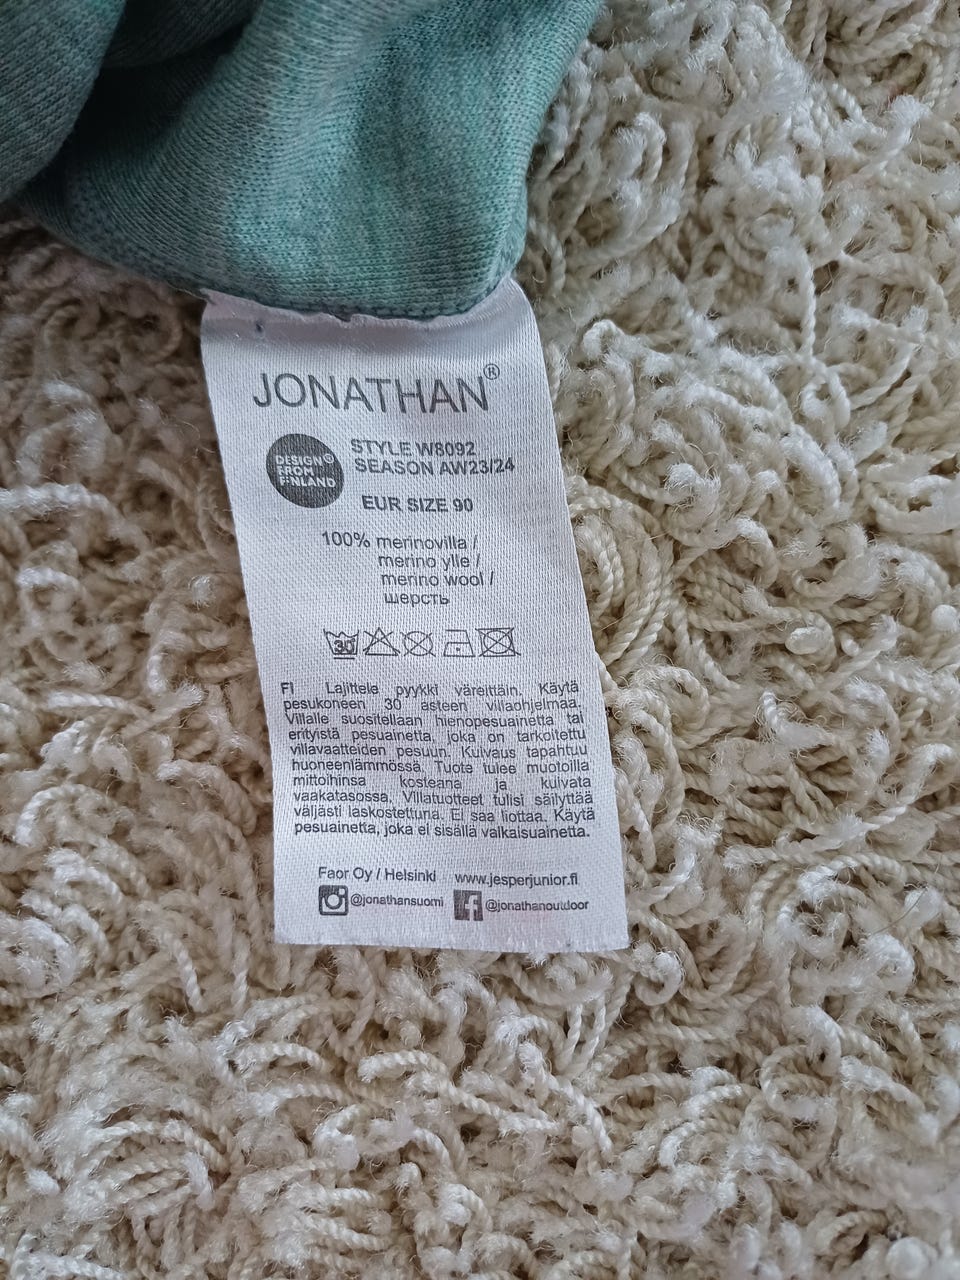 JONATHAN®
DESIGN
FROM
FINLAND
STYLE W8092
SEASON AW23/24
EUR SIZE 90
100% merinovilla /
merino ylle /
merino wool /
шерсть
30
FI Lajittele pyykki väreittäin. Käytä
pesukoneen 30 asteen villaohjelmaa.
Villalle suositellaan hienopesuainetta tai
erityistä pesuainetta, joka on tarkoitettu
villavaatteiden pesuun. Kuivaus tapahtuu
huoneenlämmössä. Tuote tulee muotoilla
mittoihinsa kosteana ja kuivata
vaakatasossa. Villatuotteet tulisi säilyttää
väljästi laskostettuna. Ei saa liottaa. Käytä
pesuainetta, joka ei sisällä valkaisuainetta.
Faor Oy / Helsinki www.jesperjunior.fi
@jonathansuomi @jonathanoutdoor